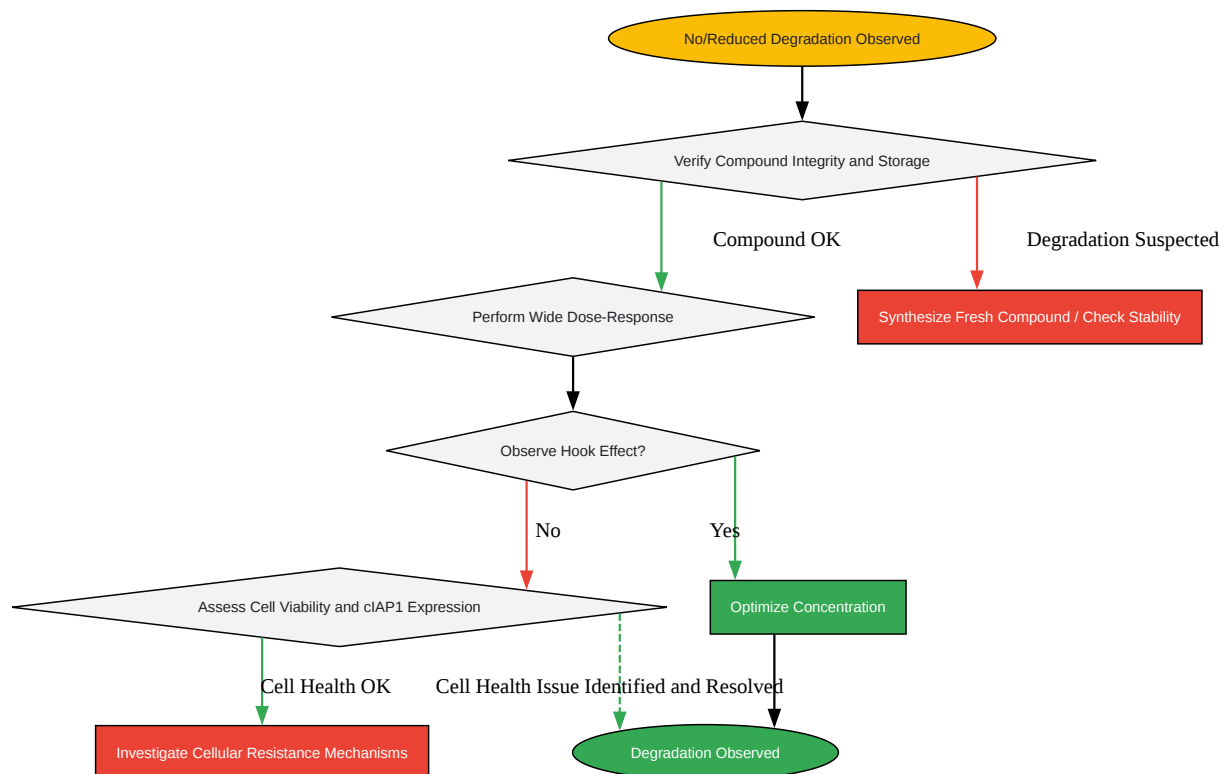 No/Reduced Degradation Observed
Verify Compound Integrity and Storage
Compound OK
Degradation Suspected
Perform Wide Dose-Response
Synthesize Fresh Compound / Check Stability
Observe Hook Effect?
No
Yes
Assess Cell Viability and cIAP1 Expression
Optimize Concentration
Cell Health OK
Cell Health Issue Identified and Resolved
Investigate Cellular Resistance Mechanisms
Degradation Observed